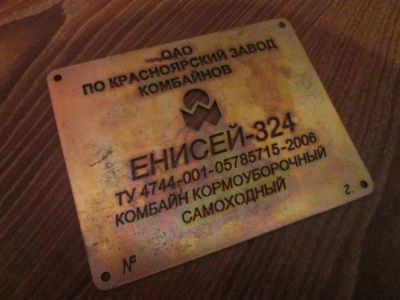 ОАО
ПО КРАСНОЯРСКИЙ ЗАВОД
КОМБАЙНОВ
ЕНИСЕЙ-324
ТУ 4744-001-05785715-2006
КОМБАЙН КОРМОУБОРОЧНЫЙ
САМОХОДНЫЙ
№ г.